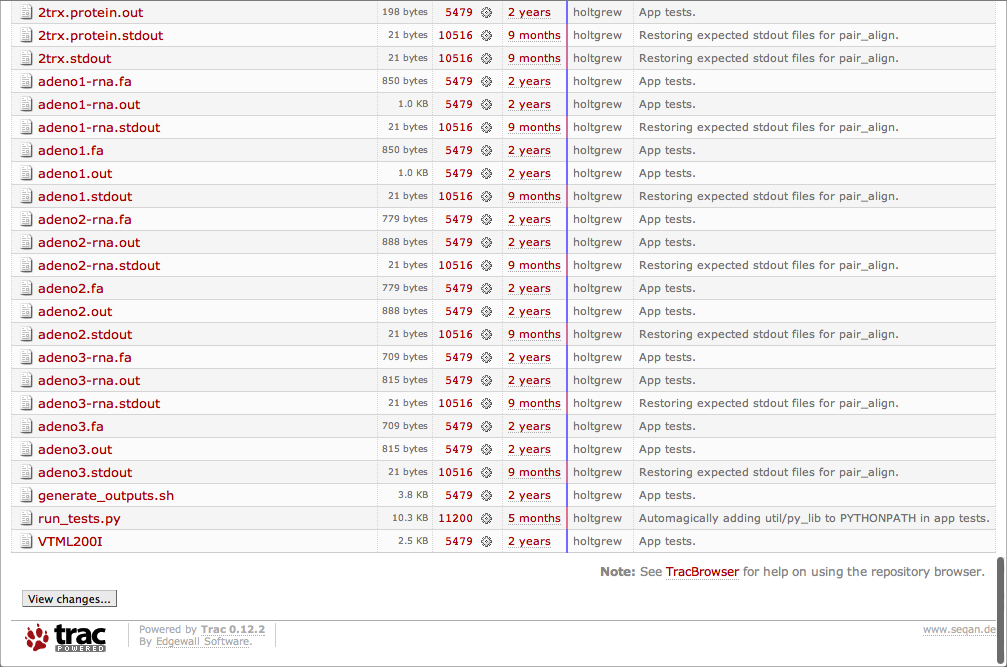 2trx.protein.out 198 bytes 5479 2 years holtgrew App tests.
2trx.protein.stdout 21 bytes 10516 9 months holtgrew Restoring expected stdout files for pair_align.
2trx.stdout 21 bytes 10516 9 months holtgrew Restoring expected stdout files for pair_align.
adeno1-rna.fa 850 bytes 5479 2 years holtgrew App tests.
adeno1-rna.out 1.0 KB 5479 2 years holtgrew App tests.
adeno1-rna.stdout 21 bytes 10516 9 months holtgrew Restoring expected stdout files for pair_align.
adeno1.fa 850 bytes 5479 2 years holtgrew App tests.
adeno1.out 1.0 KB 5479 2 years holtgrew App tests.
adeno1.stdout 21 bytes 10516 9 months holtgrew Restoring expected stdout files for pair_align.
adeno2-rna.fa 779 bytes 5479 2 years holtgrew App tests.
adeno2-rna.out 888 bytes 5479 2 years holtgrew App tests.
adeno2-rna.stdout 21 bytes 10516 9 months holtgrew Restoring expected stdout files for pair_align.
adeno2.fa 779 bytes 5479 2 years holtgrew App tests.
adeno2.out 888 bytes 5479 2 years holtgrew App tests.
adeno2.stdout 21 bytes 10516 9 months holtgrew Restoring expected stdout files for pair_align.
adeno3-rna.fa 709 bytes 5479 2 years holtgrew App tests.
adeno3-rna.out 815 bytes 5479 2 years holtgrew App tests.
adeno3-rna.stdout 21 bytes 10516 9 months holtgrew Restoring expected stdout files for pair_align.
adeno3.fa 709 bytes 5479 2 years holtgrew App tests.
adeno3.out 815 bytes 5479 2 years holtgrew App tests.
adeno3.stdout 21 bytes 10516 9 months holtgrew Restoring expected stdout files for pair_align.
generate_outputs.sh 3.8 KB 5479 2 years holtgrew App tests.
run_tests.py 10.3 KB 11200 5 months holtgrew Automagically adding util/py_lib to PYTHONPATH in app tests.
VTML200I 2.5 KB 5479 2 years holtgrew App tests.
Note: See TracBrowser for help on using the repository browser.
View changes...
trac POWERED
Powered by Trac 0.12.2
By Edgewall Software.
www.seqan.de